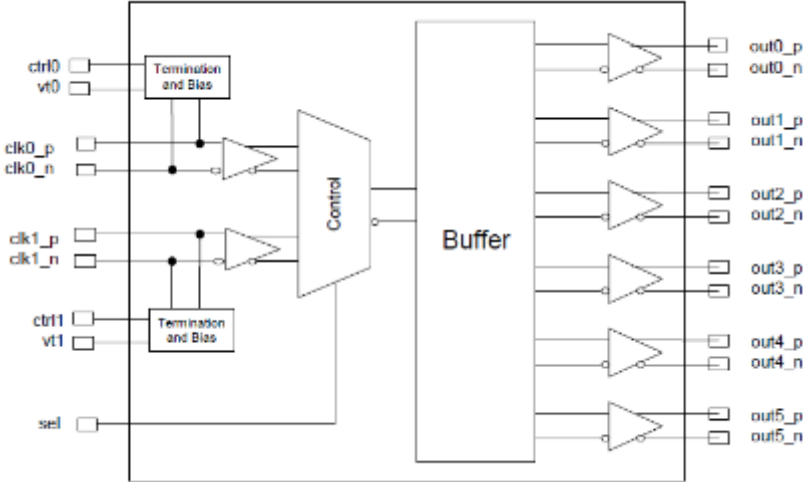 ctrl0
vt0
Termination
and Bias
clk0_p
clk0_n
clk1_p
clk1_n
ctrl1
vt1
Termination
and Bias
sel
Control
Buffer
out0_p
out0_n
out1_p
out1_n
out2_p
out2_n
out3_p
out3_n
out4_p
out4_n
out5_p
out5_n